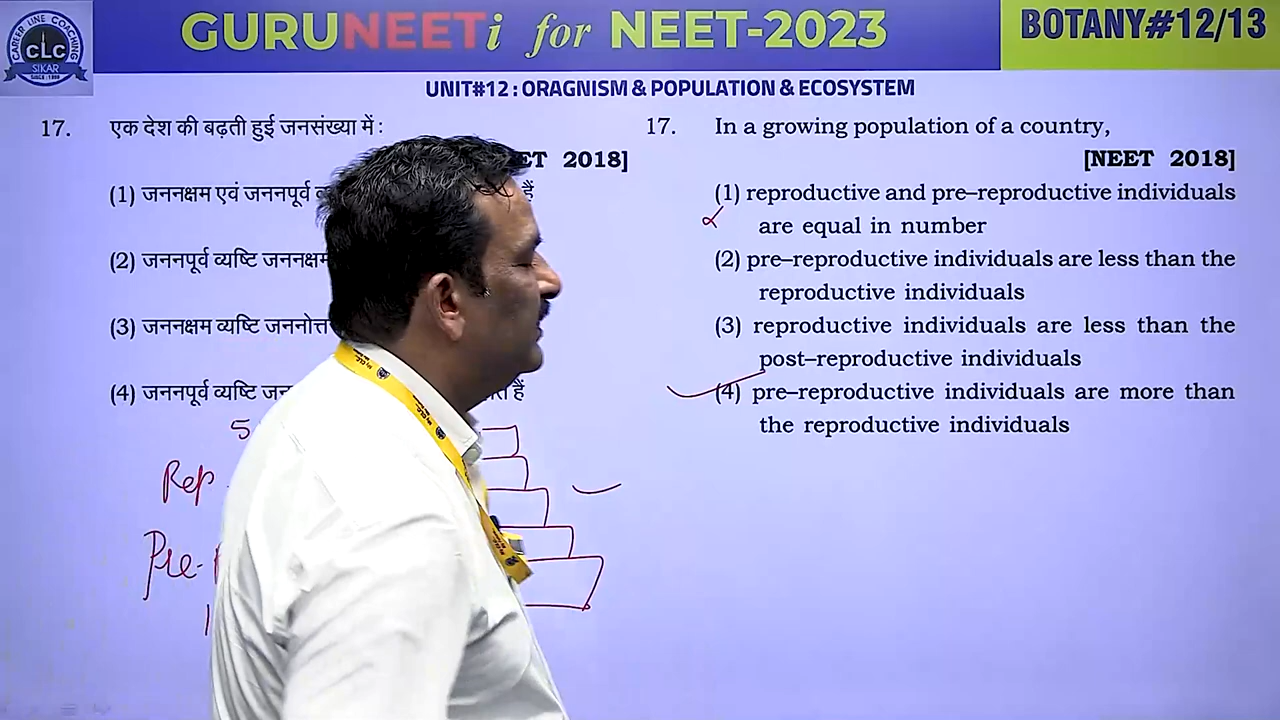 GURUNEETi for NEET-2023
BOTANY#12/13
CAREER LINE COACHING
CLC
SIKAR
SINCE : 1996
UNIT#12 : ORAGNISM & POPULATION & ECOSYSTEM
17. एक देश की बढ़ती हुई जनसंख्या में :
2018]
(1) जननक्षम एवं जननपूर्व
हैं
(2) जननपूर्व व्यष्टि जननक्षम
(3) जननक्षम व्यष्टि
(4) जननपूर्व व्यष्टि
हैं
5
Rep
Pre-
17. In a growing population of a country,
[NEET 2018]
(1) reproductive and pre–reproductive individuals
are equal in number
(2) pre–reproductive individuals are less than the
reproductive individuals
(3) reproductive individuals are less than the
post–reproductive individuals
(4) pre–reproductive individuals are more than
the reproductive individuals